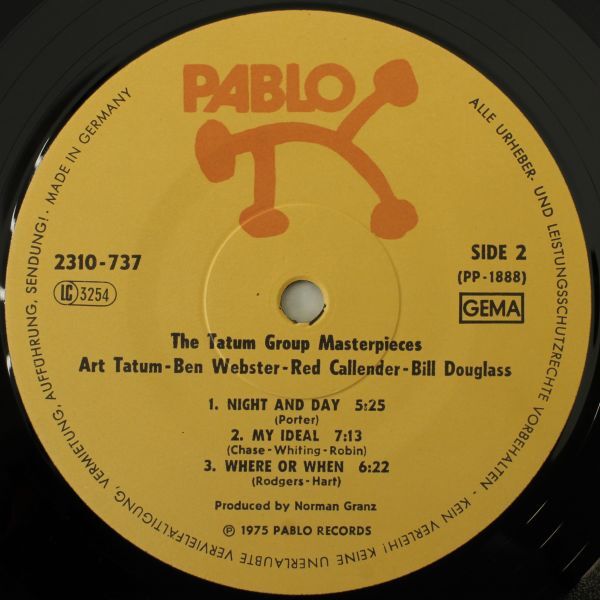 PABLO
2310-737
LC 3254
SIDE 2
(PP-1888)
GEMA
The Tatum Group Masterpieces
Art Tatum-Ben Webster-Red Callender-Bill Douglass
1. NIGHT AND DAY 5:25
(Porter)
2. MY IDEAL 7:13
(Chase-Whiting-Robin)
3. WHERE OR WHEN 6:22
(Rodgers-Hart)
Produced by Norman Granz
℗ 1975 PABLO RECORDS
ALLE URHEBER- UND LEISTUNGSSCHUTZRECHTE VORBEHALTEN - KEIN VERLEIH! KEINE UNERLAUBTE VERVIELFÄLTIGUNG, VERMIETUNG, AUFFÜHRUNG, SENDUNG! · MADE IN GERMANY